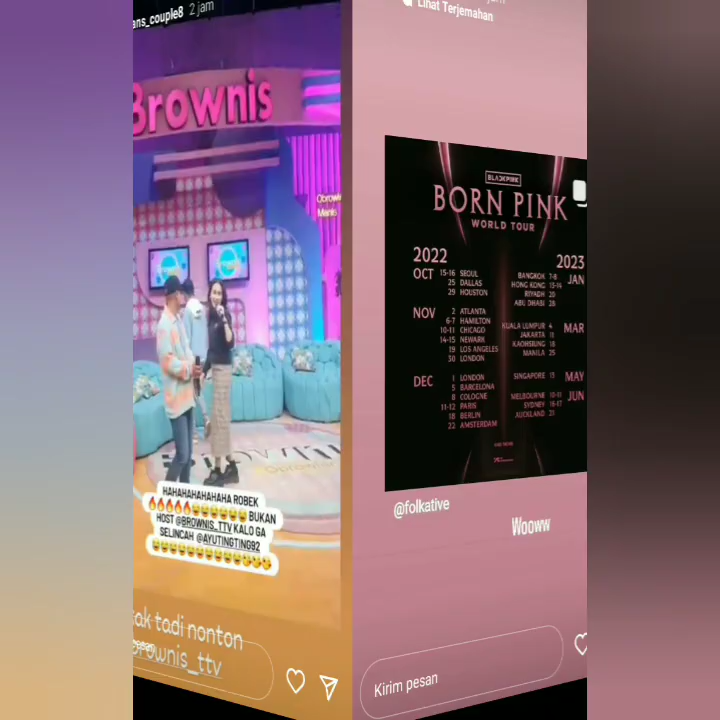 ans_couple8 2 jam
Brownis
HAHAHAHAHAHAHA ROBEK
🔥🔥🔥🔥🔥😂😂😂😂😂😂 BUKAN
HOST @BROWNIS_TTV KALO GA
SELINCAH @AYUTINGTING92
tadi nonton
brownis_ttv
Lihat Terjemahan
BLACKPINK
BORN PINK
WORLD TOUR
2022
OCT 15-16 SEOUL
25 DALLAS
29 HOUSTON
NOV 2 ATLANTA
6-7 HAMILTON
10-11 CHICAGO
14-15 NEWARK
19 LOS ANGELES
30 LONDON
DEC 1 LONDON
5 BARCELONA
8 COLOGNE
11-12 PARIS
18 BERLIN
22 AMSTERDAM
2023
BANGKOK 7-8 JAN
HONG KONG 13-14
RIYADH 20
ABU DHABI 28
KUALA LUMPUR 4 MAR
JAKARTA 11
KAOHSIUNG 18
MANILA 25
SINGAPORE 13 MAY
MELBOURNE 10-11 JUN
SYDNEY 16-17
AUCKLAND 21
@folkative
Wooww
Kirim pesan